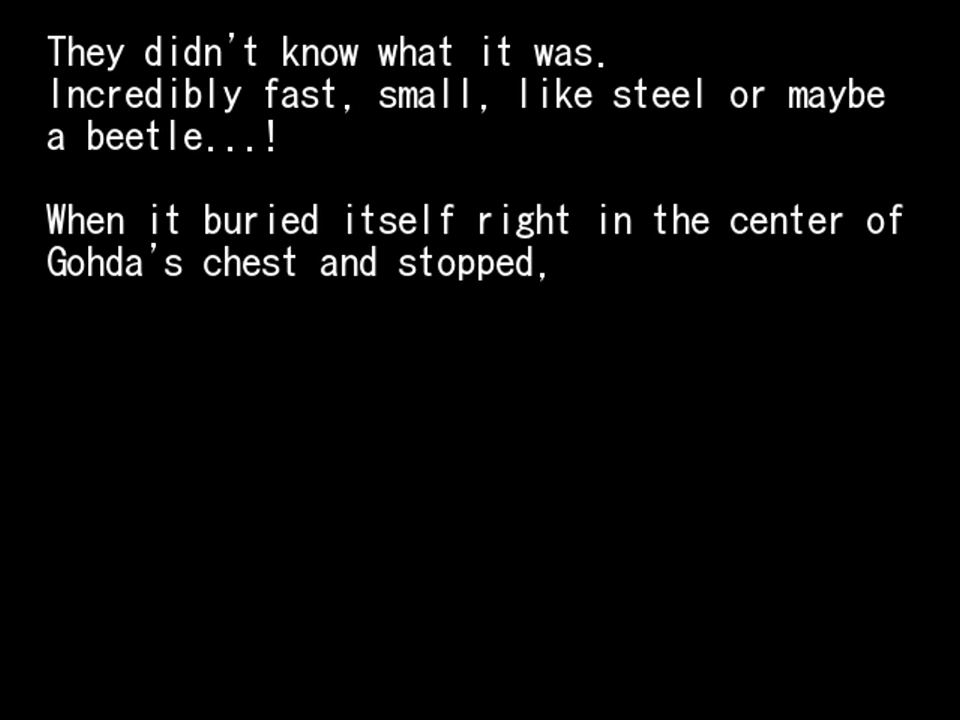 They didn't know what it was.
Incredibly fast, small, like steel or maybe
a beetle...!
When it buried itself right in the center of
Gohda's chest and stopped,